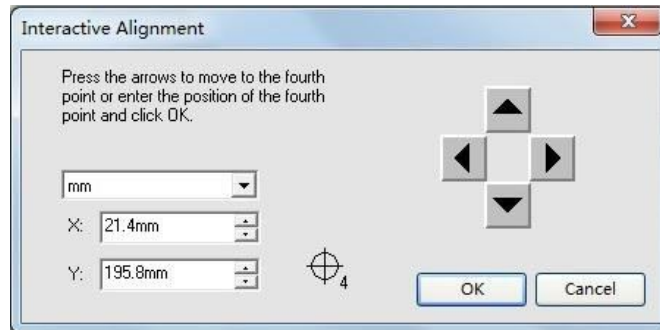 Interactive Alignment
Press the arrows to move to the fourth
point or enter the position of the fourth
point and click OK.
mm
X: 21.4mm
Y: 195.8mm
4
OK Cancel